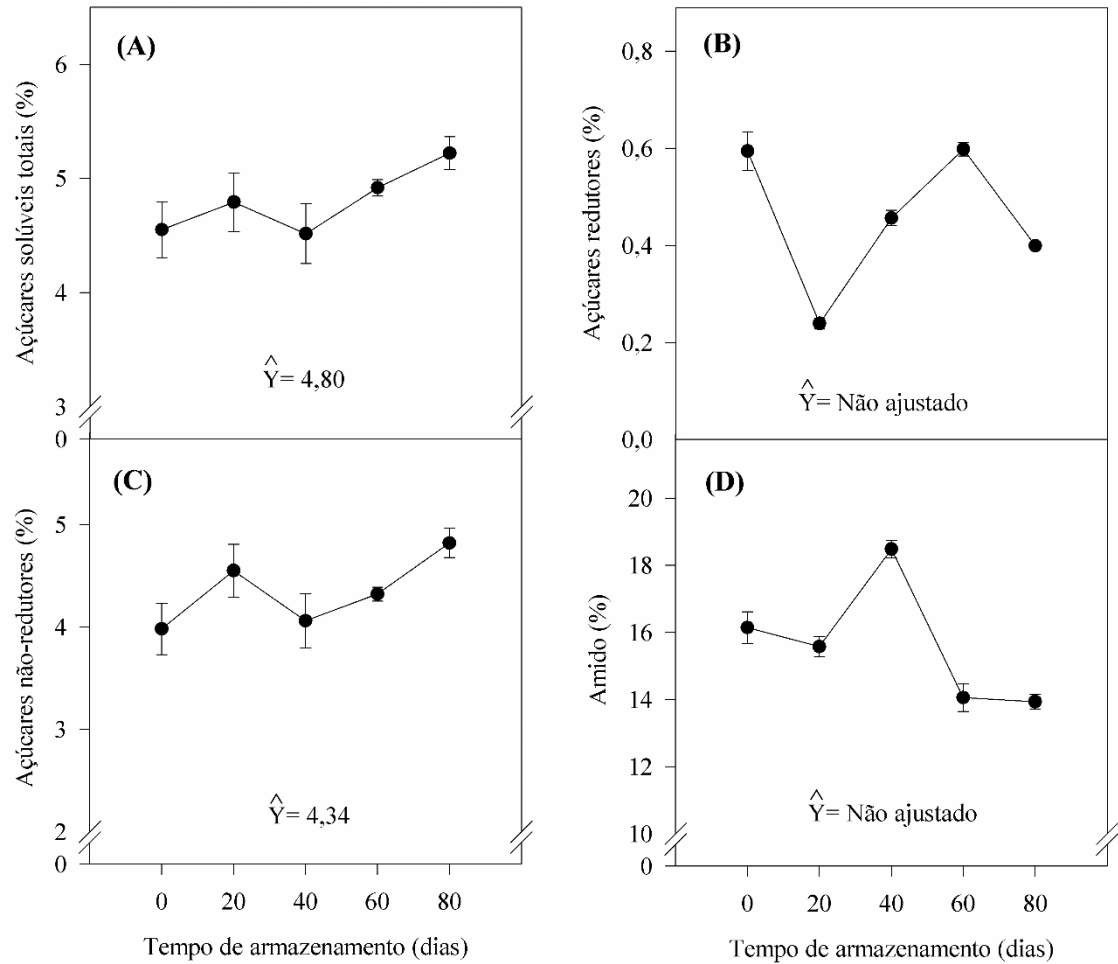 (A)
Açúcares solúveis totais (%)
6
5
4
3
0
^
Y= 4,80
(B)
Açúcares redutores (%)
0,8
0,6
0,4
0,2
0,0
^
Y= Não ajustado
(C)
Açúcares não-redutores (%)
5
4
3
2
0
^
Y= 4,34
0 20 40 60 80
Tempo de armazenamento (dias)
(D)
Amido (%)
20
18
16
14
12
10
0
^
Y= Não ajustado
0 20 40 60 80
Tempo de armazenamento (dias)